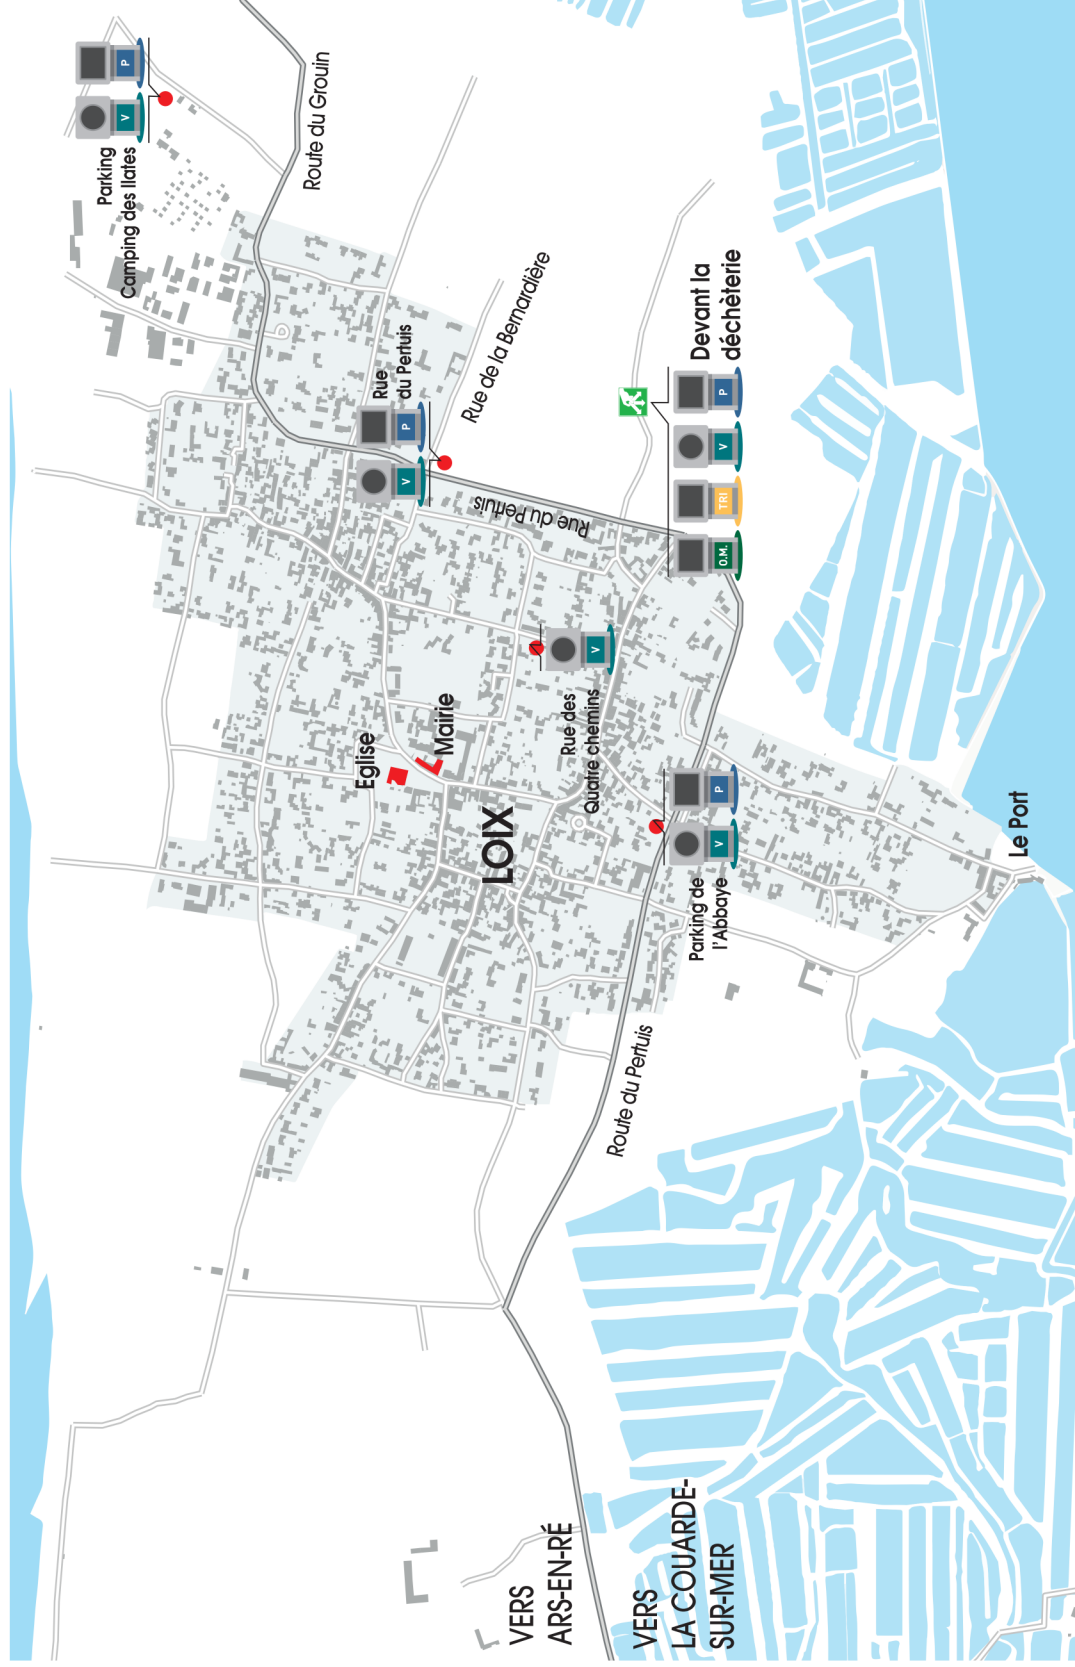 Parking
Camping des Ilates
V
P
Route du Grouin
Rue
du Pertuis
V
P
Rue de la Bernardière
Rue du Pertuis
Devant la
déchèterie
O.M.
TRI
V
P
Eglise
Mairie
LOIX
Rue des
Quatre chemins
V
Parking de
l'Abbaye
V
P
Le Port
Route du Pertuis
VERS
ARS-EN-RÉ
VERS
LA COUARDE-
SUR-MER